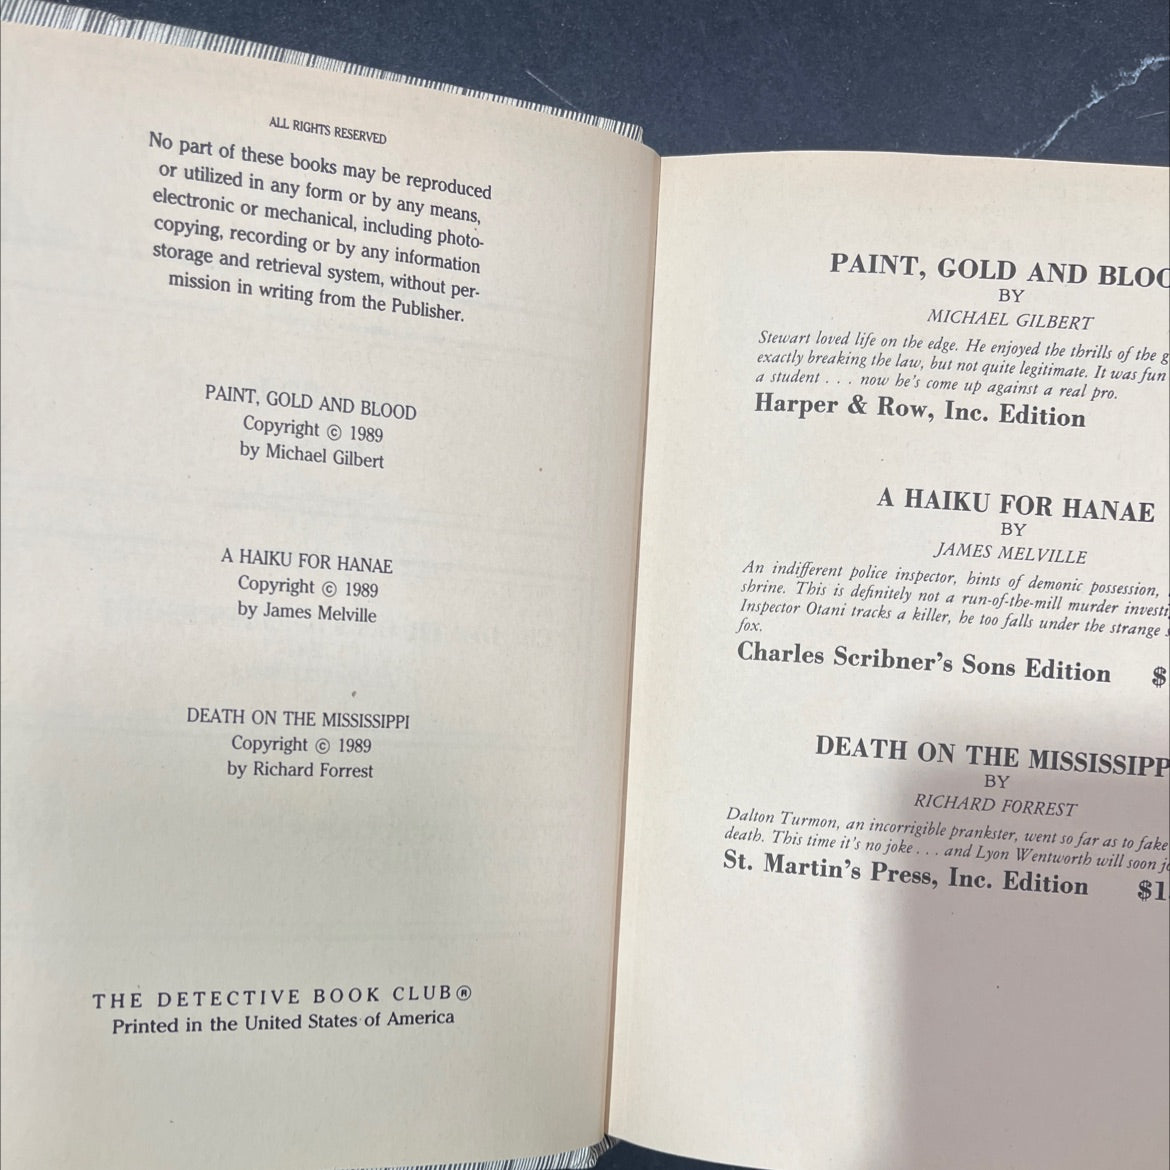 ALL RIGHTS RESERVED
No part of these books may be reproduced
or utilized in any form or by any means,
electronic or mechanical, including photo-
copying, recording or by any information
storage and retrieval system, without per-
mission in writing from the Publisher.
PAINT, GOLD AND BLOOD
Copyright © 1989
by Michael Gilbert
A HAIKU FOR HANAE
Copyright © 1989
by James Melville
DEATH ON THE MISSISSIPPI
Copyright © 1989
by Richard Forrest
THE DETECTIVE BOOK CLUB®
Printed in the United States of America
PAINT, GOLD AND BLOO
BY
MICHAEL GILBERT
Stewart loved life on the edge. He enjoyed the thrills of the g
exactly breaking the law, but not quite legitimate. It was fun
a student . . . now he's come up against a real pro.
Harper & Row, Inc. Edition
A HAIKU FOR HANAE
BY
JAMES MELVILLE
An indifferent police inspector, hints of demonic possession,
shrine. This is definitely not a run-of-the-mill murder investi
Inspector Otani tracks a killer, he too falls under the strange s
fox.
Charles Scribner's Sons Edition $
DEATH ON THE MISSISSIPP
BY
RICHARD FORREST
Dalton Turmon, an incorrigible prankster, went so far as to fake
death. This time it's no joke . . . and Lyon Wentworth will soon jo
St. Martin's Press, Inc. Edition $1